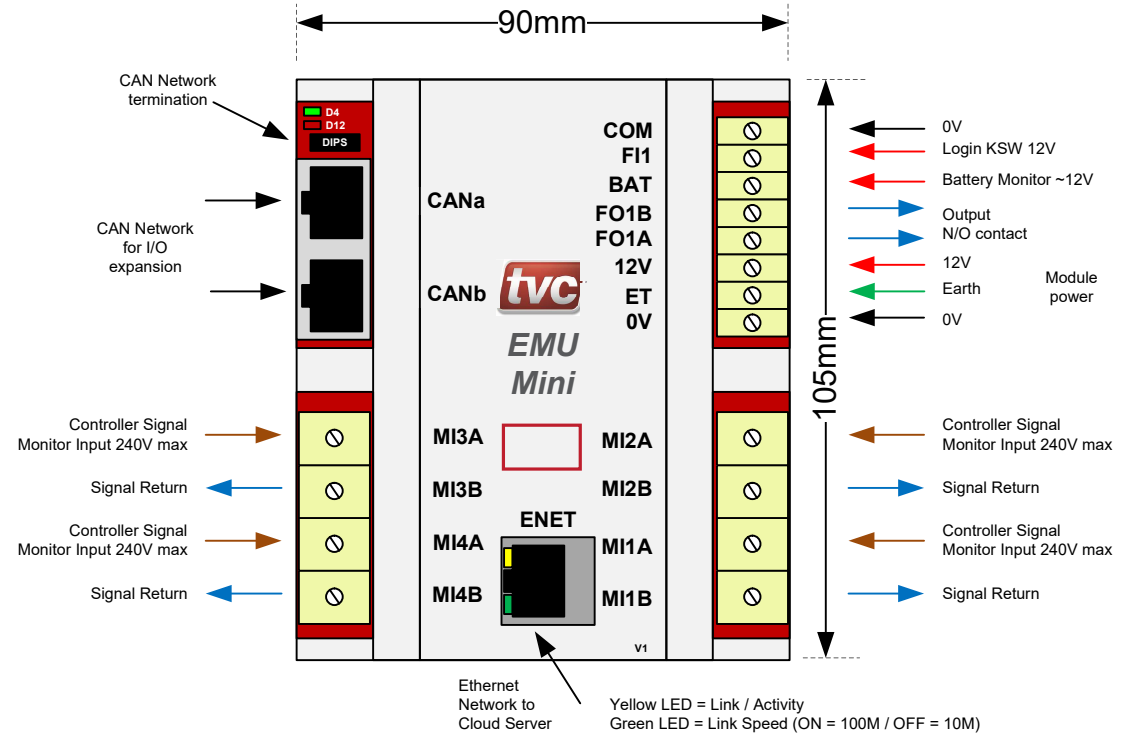 90mm
CAN Network
termination
D4
D12
DIPS
COM
0V
FI1
Login KSW 12V
BAT
Battery Monitor ~12V
CANa
FO1B
Output
CAN Network
for I/O
expansion
FO1A
N/O contact
12V
12V
CANb
tvc
ET
Earth
Module
power
0V
0V
EMU
Mini
105mm
Controller Signal
Monitor Input 240V max
MI3A
MI2A
Controller Signal
Monitor Input 240V max
Signal Return
MI3B
MI2B
Signal Return
ENET
Controller Signal
Monitor Input 240V max
MI4A
MI1A
Controller Signal
Monitor Input 240V max
Signal Return
MI4B
MI1B
Signal Return
V1
Ethernet
Network to
Cloud Server
Yellow LED = Link / Activity
Green LED = Link Speed (ON = 100M / OFF = 10M)